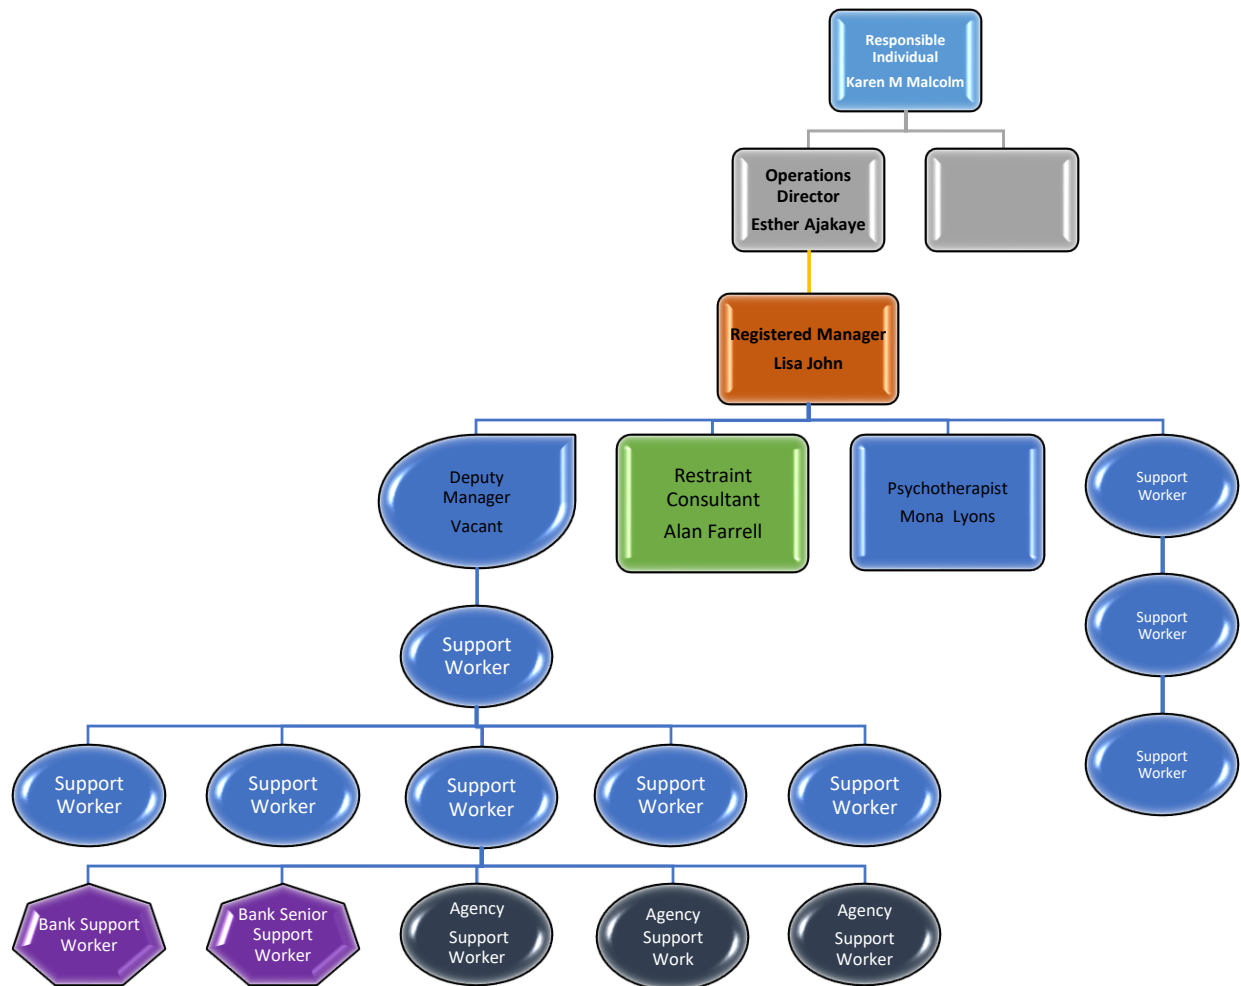 Responsible
Individual
Karen M Malcolm
Operations
Director
Esther Ajakaye
Registered Manager
Lisa John
Deputy
Manager
Vacant
Restraint
Consultant
Alan Farrell
Psychotherapist
Mona Lyons
Support
Worker
Support
Worker
Support
Worker
Support
Worker
Support
Worker
Support
Worker
Support
Worker
Support
Worker
Support
Worker
Bank Support
Worker
Bank Senior
Support
Worker
Agency
Support
Worker
Agency
Support
Work
Agency
Support
Worker